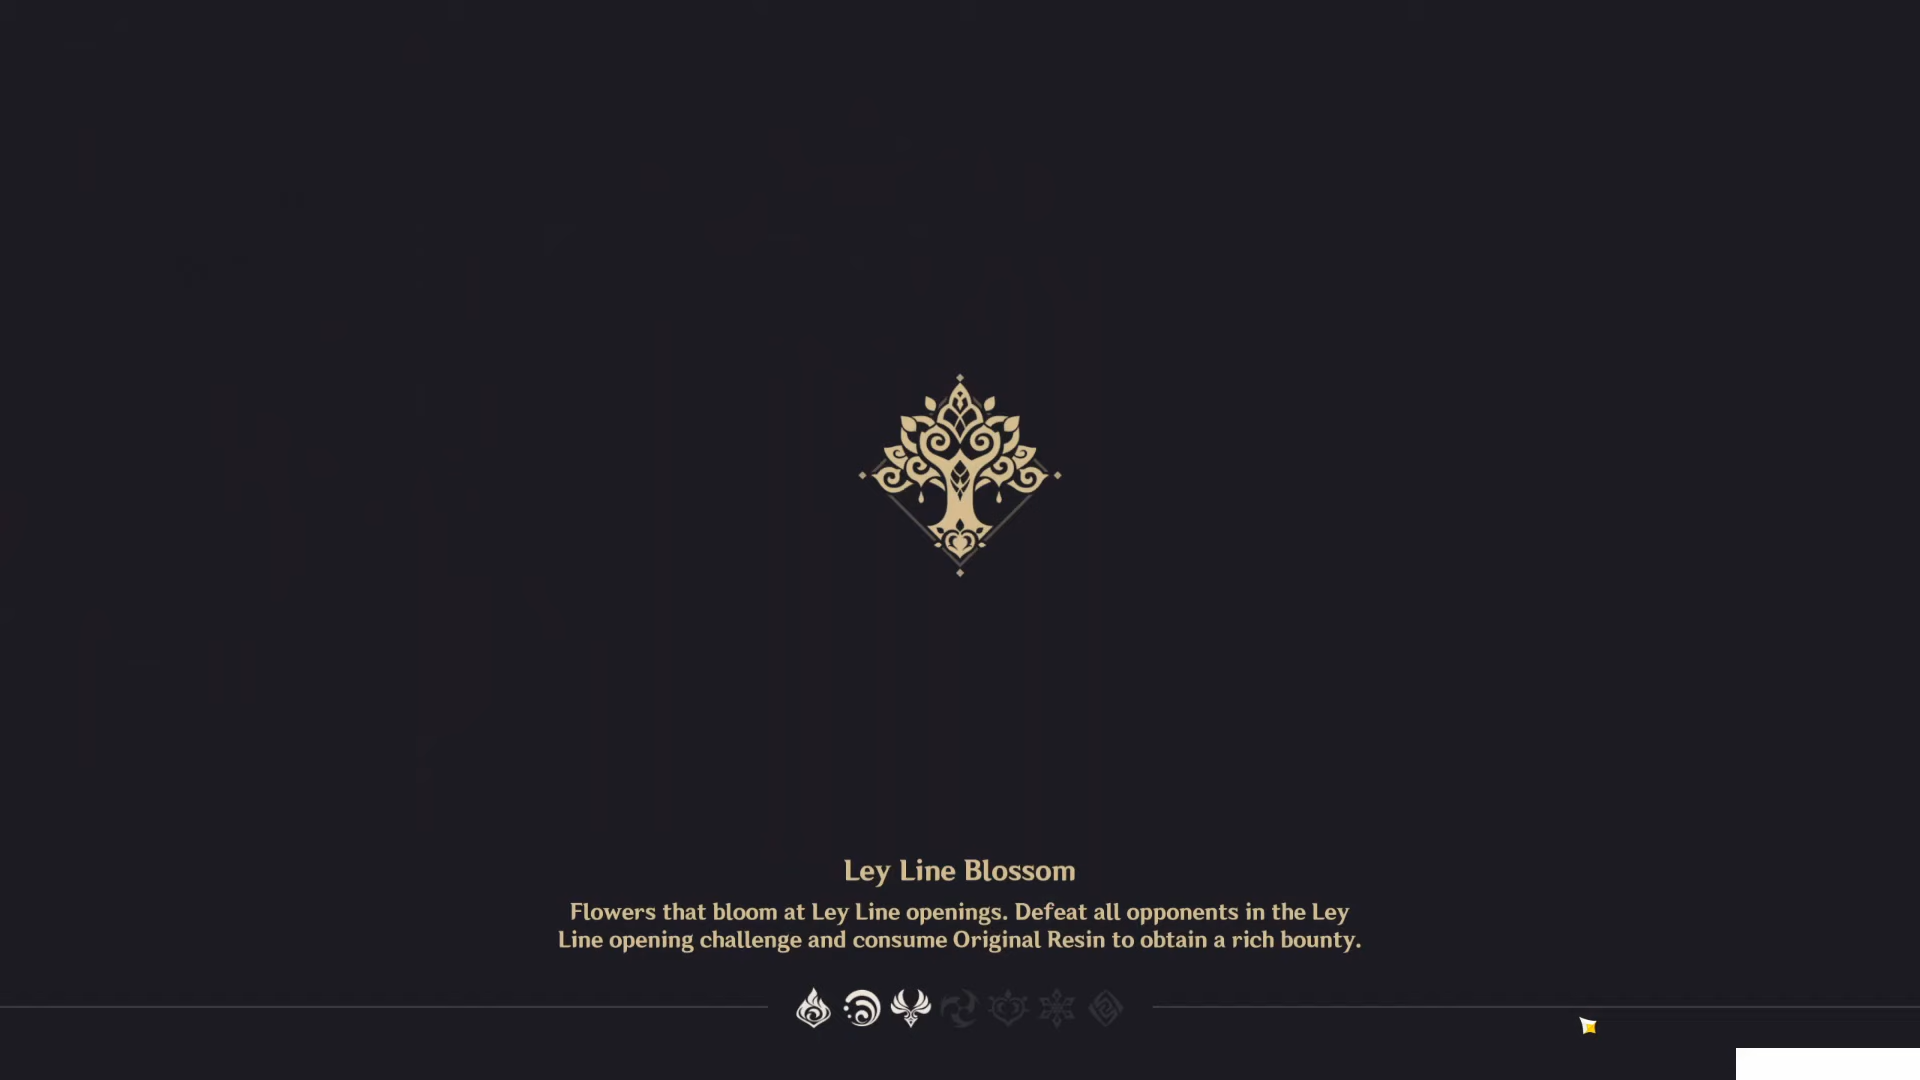 Ley Line Blossom
Flowers that bloom at Ley Line openings. Defeat all opponents in the Ley
Line opening challenge and consume Original Resin to obtain a rich bounty.